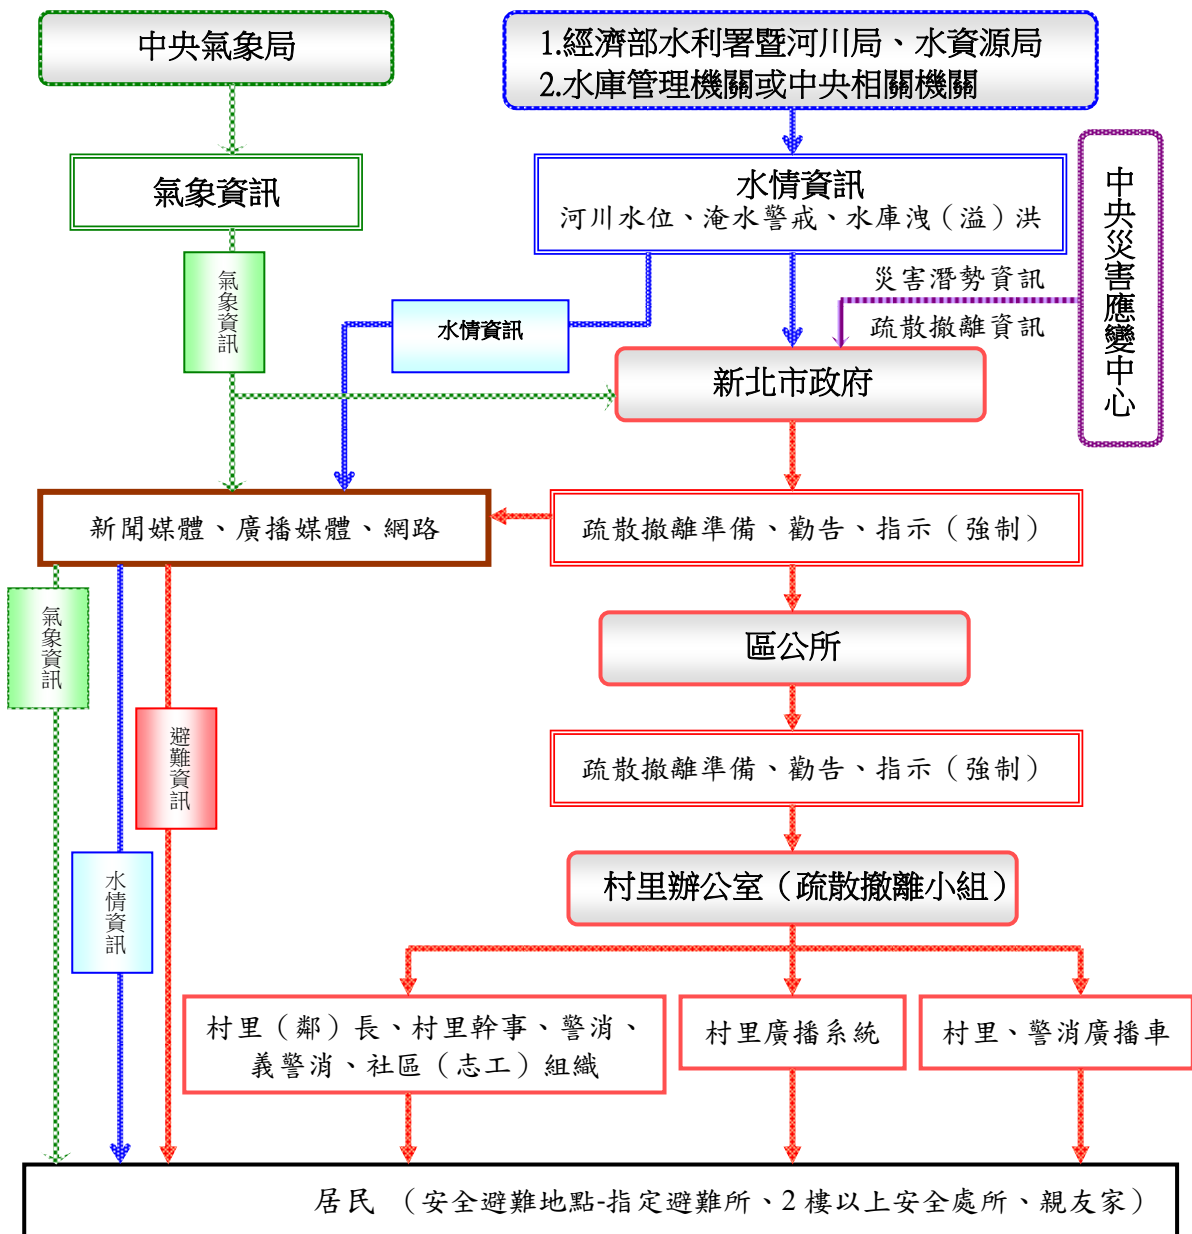 中央氣象局
1.經濟部水利署暨河川局、水資源局
2.水庫管理機關或中央相關機關
氣象資訊
水情資訊
河川水位、淹水警戒、水庫洩（溢）洪
中央災害應變中心
氣象資訊
災害潛勢資訊
疏散撤離資訊
水情資訊
新北市政府
新聞媒體、廣播媒體、網路
疏散撤離準備、勸告、指示（強制）
氣象資訊
區公所
避難資訊
疏散撤離準備、勸告、指示（強制）
水情資訊
村里辦公室（疏散撤離小組）
村里（鄰）長、村里幹事、警消、
義警消、社區（志工）組織
村里廣播系統
村里、警消廣播車
居民 （安全避難地點-指定避難所、2 樓以上安全處所、親友家）